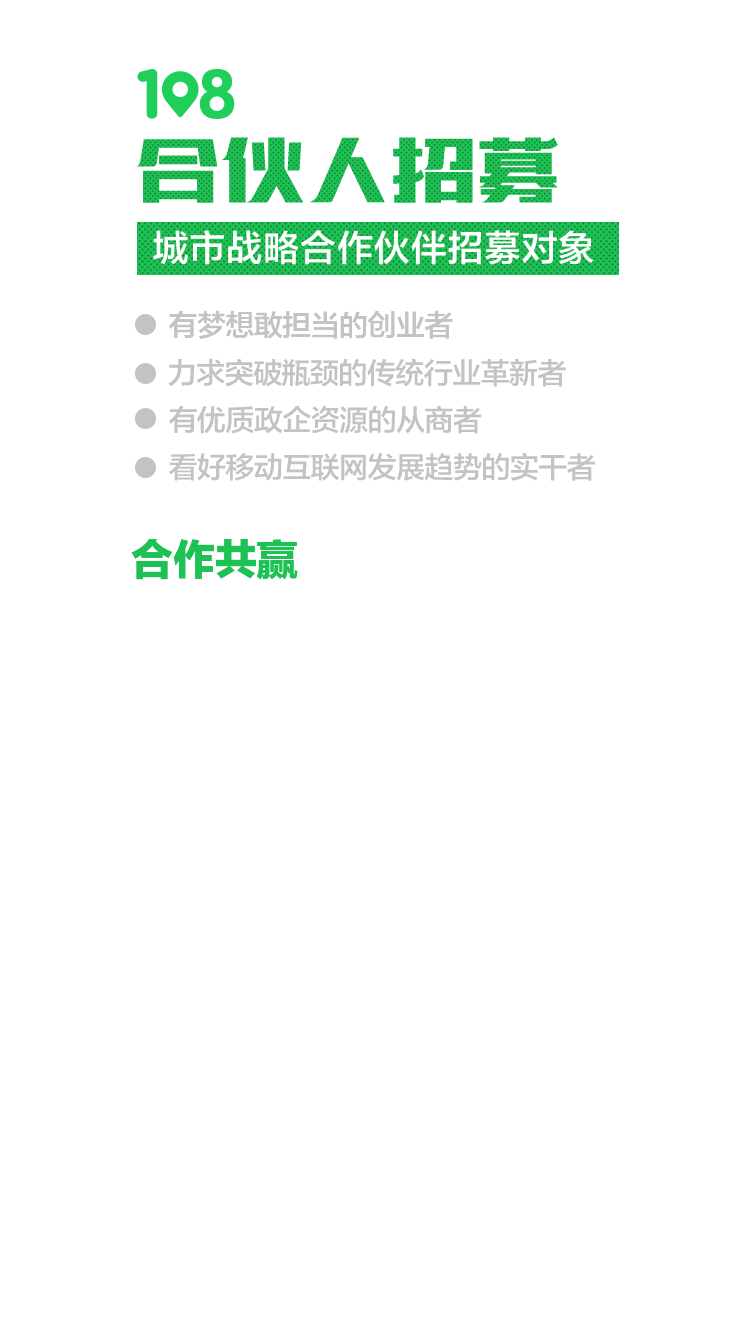 108
合伙人招募
城市战略合作伙伴招募对象
有梦想敢担当的创业者
力求突破瓶颈的传统行业革新者
有优质政企资源的从商者
看好移动互联网发展趋势的实干者
合作共赢